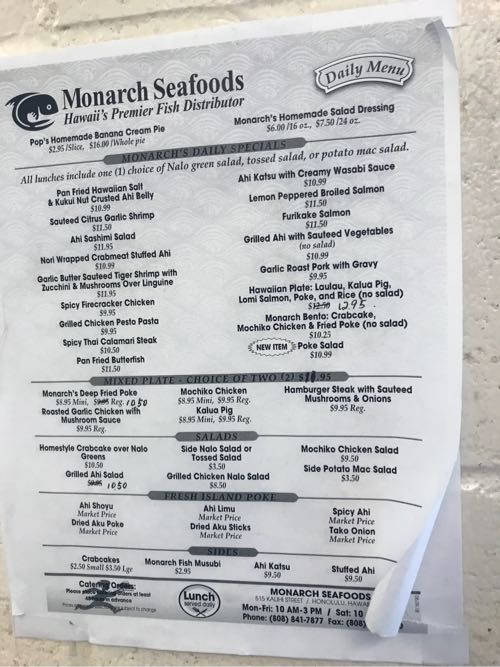 Monarch Seafoods
Hawaii's Premier Fish Distributor
Daily Menu
Pop's Homemade Banana Cream Pie
$2.95/Slice, $16.00/Whole pie
Monarch's Homemade Salad Dressing
$6.00/16 oz., $7.50/24 oz.
MONARCH'S DAILY SPECIALS
All lunches include one (1) choice of Nalo green salad, tossed salad, or potato mac salad.
Pan Fried Hawaiian Salt
& Kukui Nut Crusted Ahi Belly
$10.99
Sauteed Citrus Garlic Shrimp
$11.50
Ahi Sashimi Salad
$11.95
Nori Wrapped Crabmeat Stuffed Ahi
$10.99
Garlic Butter Sauteed Tiger Shrimp with
Zucchini & Mushrooms Over Linguine
$11.95
Spicy Firecracker Chicken
$9.95
Grilled Chicken Pesto Pasta
$9.95
Spicy Thai Calamari Steak
$10.50
Pan Fried Butterfish
$11.50
Ahi Katsu with Creamy Wasabi Sauce
$10.99
Lemon Peppered Broiled Salmon
$11.50
Furikake Salmon
$11.50
Grilled Ahi with Sauteed Vegetables
(no salad)
$10.99
Garlic Roast Pork with Gravy
$9.95
Hawaiian Plate: Laulau, Kalua Pig,
Lomi Salmon, Poke, and Rice (no salad)
$12.50 12.95
Monarch Bento: Crabcake,
Mochiko Chicken & Fried Poke (no salad)
$10.25
NEW ITEM Poke Salad
$10.99
MIXED PLATE - CHOICE OF TWO (2) .95
Monarch's Deep Fried Poke
$8.95 Mini, Reg. 1050
Roasted Garlic Chicken with
Mushroom Sauce
$9.95 Reg.
Mochiko Chicken
$8.95 Mini, $9.95 Reg.
Kalua Pig
$8.95 Mini, $9.95 Reg.
Hamburger Steak with Sauteed
Mushrooms & Onions
$9.95 Reg.
SALADS
Homestyle Crabcake over Nalo
Greens
$10.50
Grilled Ahi Salad
1050
Side Nalo Salad or
Tossed Salad
$3.50
Grilled Chicken Nalo Salad
$8.50
Mochiko Chicken Salad
$9.50
Side Potato Mac Salad
$3.50
FRESH ISLAND POKE
Ahi Shoyu
Market Price
Dried Aku Poke
Market Price
Ahi Limu
Market Price
Dried Aku Sticks
Market Price
Spicy Ahi
Market Price
Tako Onion
Market Price
SIDES
Crabcakes
$2.50 Small $3.50 Lge
Monarch Fish Musubi
$2.95
Ahi Katsu
$9.50
Stuffed Ahi
$9.50
Catering Orders:
Please place orders at least
in advance
subject to change
Lunch
served daily
MONARCH SEAFOODS
515 KALIHI STREET / HONOLULU, HAWAII
Mon-Fri: 10 AM-3 PM / Sat: 10
Phone: (808) 841-7877 Fax: (808)